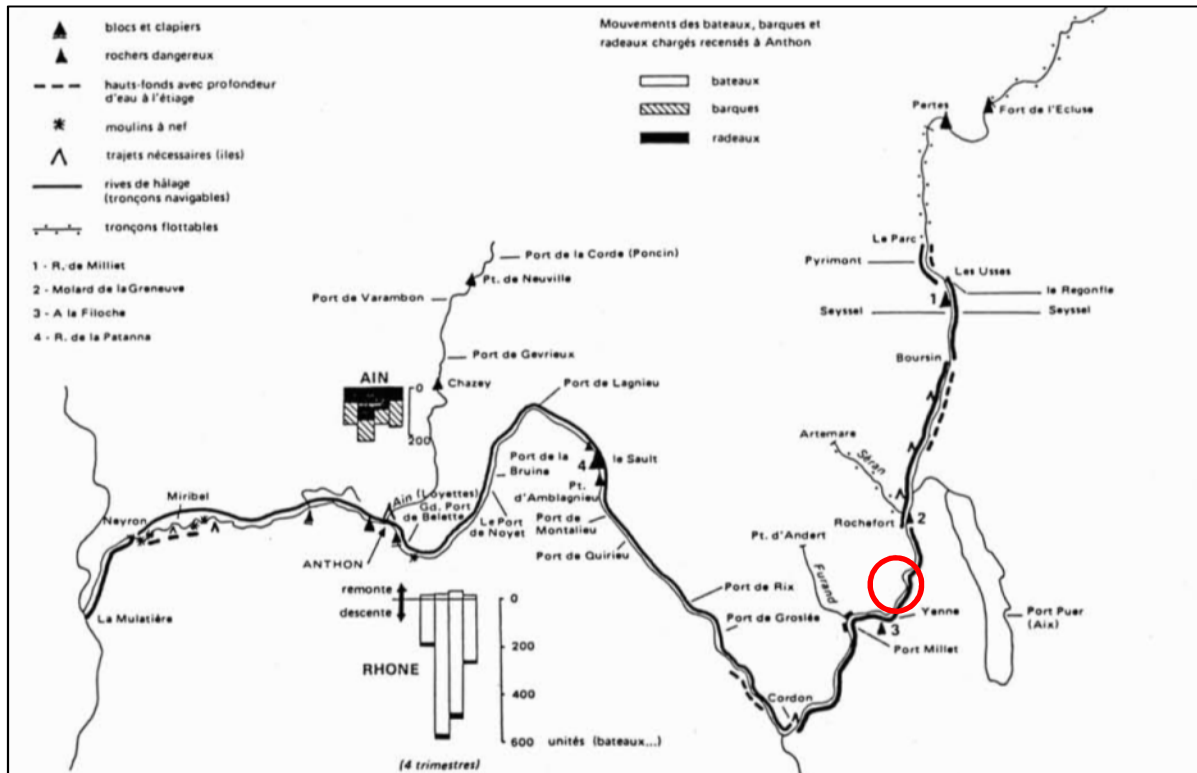 blocs et clapiers
rochers dangereux
hauts-fonds avec profondeur
d'eau à l'étiage
moulins à nef
trajets nécessaires (iles)
rives de hâlage
(tronçons navigables)
tronçons flottables
1 - R. de Milliet
2 - Molard de la Greneuve
3 - A la Filoche
4 - R. de la Patanna
Mouvements des bateaux, barques et
radeaux chargés recensés à Anthon
bateaux
barques
radeaux
Pertes
Fort de l'Ecluse
Le Parc
Pyrimont
Les Usses
le Regonfle
1
Seyssel
Seyssel
Boursin
Port de la Corde (Poncin)
Pt. de Neuville
Port de Varambon
Port de Gevrieux
Chazey
AIN
0
200
Port de Lagnieu
Artemare
Séran
Port de la
Bruine
4
le Sault
Pt.
d'Amblagnieu
Miribel
Neyron
Ain (Loyettes)
Gd. Port
de Belette
Le Port
de Noyet
Port de
Montalieu
Rochefort
2
ANTHON
Port de Quirieu
Pt. d'Andert
Furand
remonte
descente
0
200
400
600
unités (bateaux...)
RHONE
(4 trimestres)
La Mulatière
Port de Rix
Port de Groslée
Yenne
3
Port Millet
Port Puer
(Aix)
Cordon